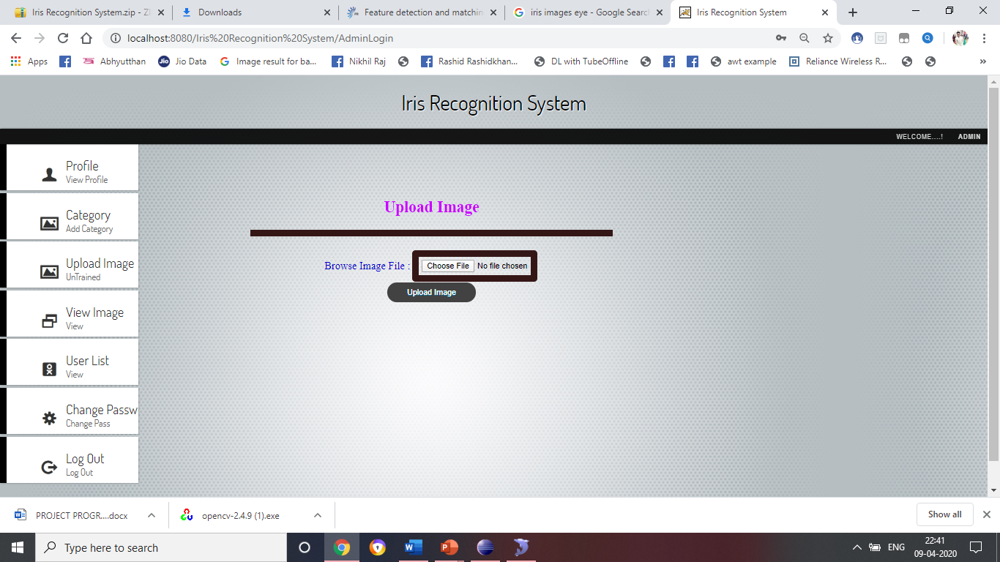 Iris Recognition System.zip - Zi
Downloads
Feature detection and matchin
iris images eye - Google Search
Iris Recognition System
localhost:8080/Iris%20Recognition%20System/AdminLogin
Apps
Abhyutthan
Jio
Jio Data
Image result for ba...
Nikhil Raj
Rashid Rashidkhan...
DL with TubeOffline
awt example
Reliance Wireless R...
»
Iris Recognition System
WELCOME....! ADMIN
Profile
View Profile
Category
Add Category
Upload Image
UnTrained
View Image
View
User List
View
Change Passw
Change Pass
Log Out
Log Out
Upload Image
Browse Image File : Choose File No file chosen
Upload Image
PROJECT PROGR....docx
opencv-2.4.9 (1).exe
Show all
Type here to search
ENG
22:41
09-04-2020